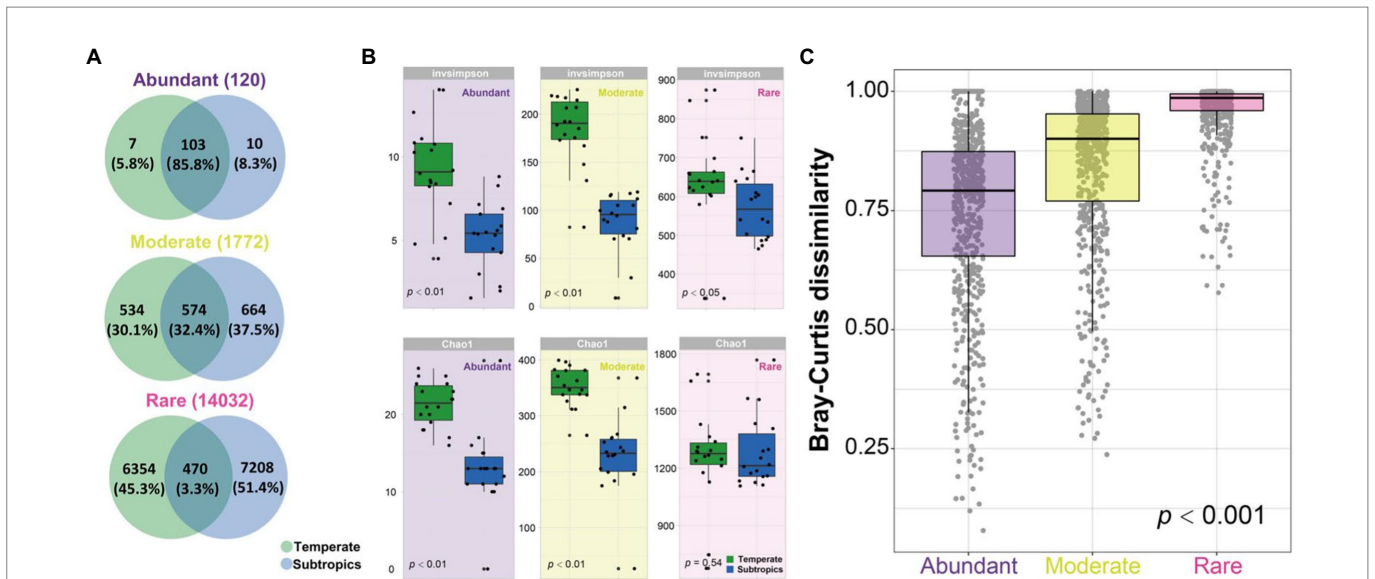 A
Abundant (120)
7
(5.8%)
103
(85.8%)
10
(8.3%)
Moderate (1772)
534
(30.1%)
574
(32.4%)
664
(37.5%)
Rare (14032)
6354
(45.3%)
470
(3.3%)
7208
(51.4%)
Temperate
Subtropics
B
invsimpson
Abundant
10
5
p < 0.01
invsimpson
Moderate
200
150
100
50
0
p < 0.01
invsimpson
Rare
900
800
700
600
500
400
300
p < 0.05
Chao1
Abundant
20
10
0
p < 0.01
Chao1
Moderate
400
300
200
100
0
p < 0.01
Chao1
Rare
1800
1500
1200
900
p = 0.54
Temperate
Subtropics
C
Bray-Curtis dissimilarity
1.00
0.75
0.50
0.25
p < 0.001
Abundant
Moderate
Rare